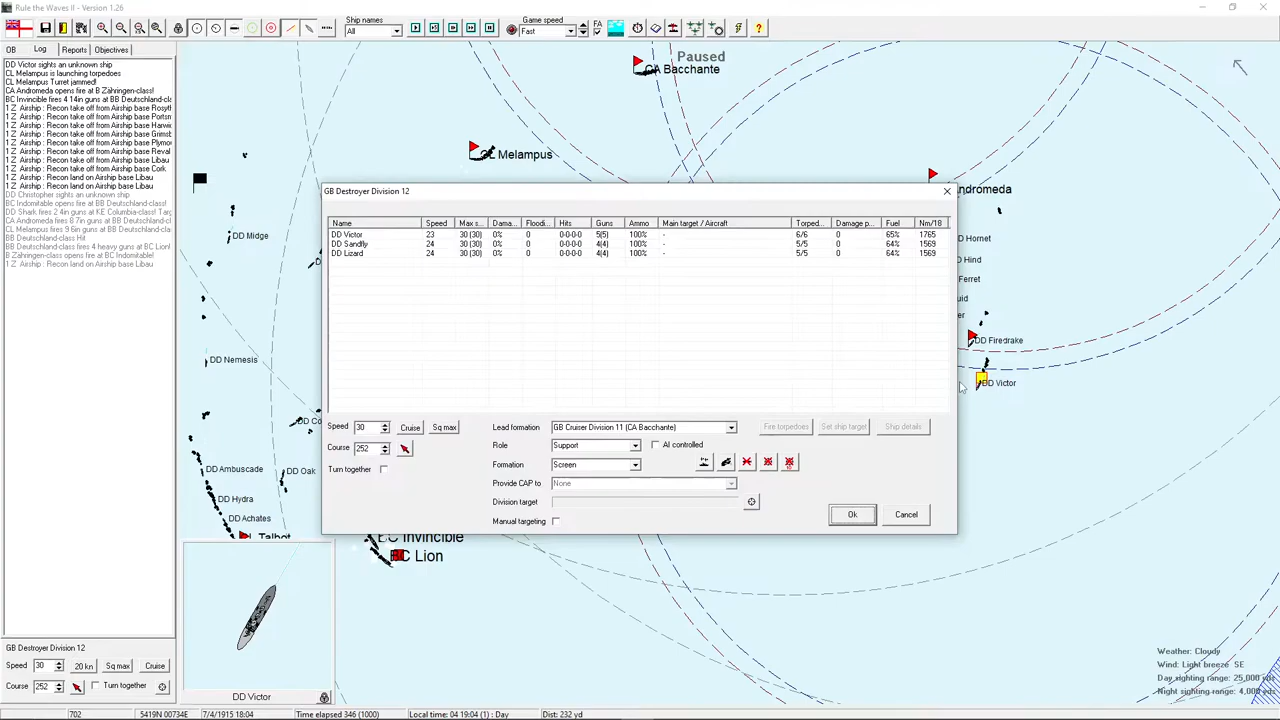 Rule the Waves II - Version 1.26
Ship names
All
Game speed
Fast
FA
OB Log Reports Objectives
Paused
DD Victor sights an unknown ship
CL Melampus is launching torpedoes
CL Melampus Turret jammed!
CA Andromeda opens fire at B Zähringen-class!
BC Invincible fires 4 14in guns at BB Deutschland-cl
1 Z Airship : Recon take off from Airship base Rosyth
1 Z Airship : Recon take off from Airship base Portsm
1 Z Airship : Recon take off from Airship base Harwic
1 Z Airship : Recon take off from Airship base Grimsb
1 Z Airship : Recon take off from Airship base Plymo
1 Z Airship : Recon take off from Airship base Reval
1 Z Airship : Recon take off from Airship base Libau
1 Z Airship : Recon take off from Airship base Cork
1 Z Airship : Recon land on Airship base Libau
1 Z Airship : Recon land on Airship base Libau
DD Christopher sights an unknown ship
BC Indomitable opens fire at BB Deutschland-class!
DD Shark fires 2 4in guns at KE Columbia-class! Targ
CA Andromeda fires 8 7in guns at BB Deutschland-cl
CL Melampus fires 9 6in guns at BB Deutschland-cla
BB Deutschland-class Hit
BB Deutschland-class fires 4 heavy guns at BC Lion!
B Zähringen-class opens fire at BC Indomitable!
1 Z Airship : Recon land on Airship base Libau
CA Bacchante
CL Melampus
Andromeda
DD Midge
DD Hornet
DD Hind
Ferret
uid
er
DD Firedrake
DD Victor
DD Nemesis
DD Co
DD Ambuscade
DD Oak
DD Hydra
DD Achates
CL Talbot
BC Invincible
BC Lion
GB Destroyer Division 12
Name Speed Max s... Dama... Floodi... Hits Guns Ammo Main target / Aircraft Torped... Damage p... Fuel Nm/18
DD Victor 23 30 (30) 0% 0 0-0-0-0 5(5) 100% - 6/6 0 65% 1765
DD Sandfly 24 30 (30) 0% 0 0-0-0-0 4(4) 100% - 5/5 0 64% 1569
DD Lizard 24 30 (30) 0% 0 0-0-0-0 4(4) 100% - 5/5 0 64% 1569
Speed 30 Cruise Sq max
Course 252
Turn together
Lead formation GB Cruiser Division 11 (CA Bacchante) Fire torpedoes Set ship target Ship details
Role Support AI controlled
Formation Screen
Provide CAP to None
Division target
Manual targeting
Ok Cancel
GB Destroyer Division 12
Speed 30 20 kn Sq max Cruise
Course 252 Turn together
DD Victor
Weather: Cloudy
Wind: Light breeze SE
Day sighting range: 25,000 yds
Night sighting range: 4,000 yds
702 5419N 00734E 7/4/1915 18:04 Time elapsed 346 (1000) Local time: 04 19:04 (1) : Day Dist: 232 yd